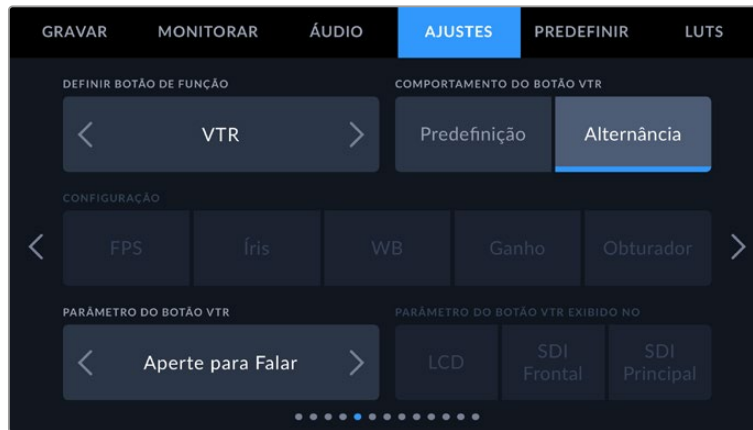 GRAVAR MONITORAR ÁUDIO AJUSTES PREDEFINIR LUTS
DEFINIR BOTÃO DE FUNÇÃO COMPORTAMENTO DO BOTÃO VTR
VTR Predefinição Alternância
CONFIGURAÇÃO
FPS Íris WB Ganho Obturador
PARÂMETRO DO BOTÃO VTR PARÂMETRO DO BOTÃO VTR EXIBIDO NO
Aperte para Falar LCD SDI Frontal SDI Principal